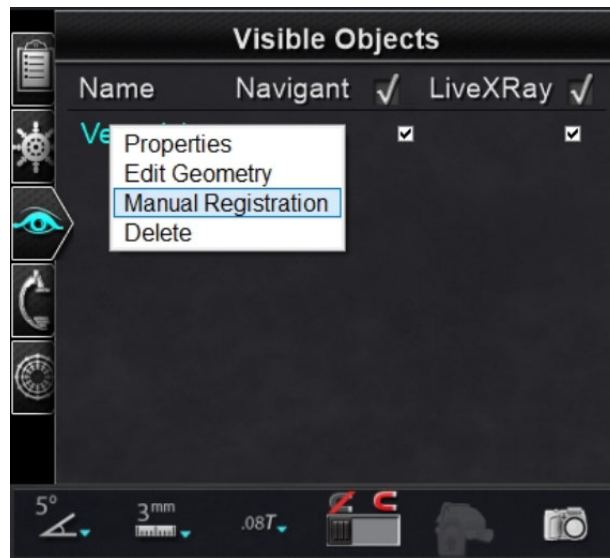 Visible Objects
Name Navigant LiveXRay
Properties
Edit Geometry
Manual Registration
Delete
5° 3mm .08T